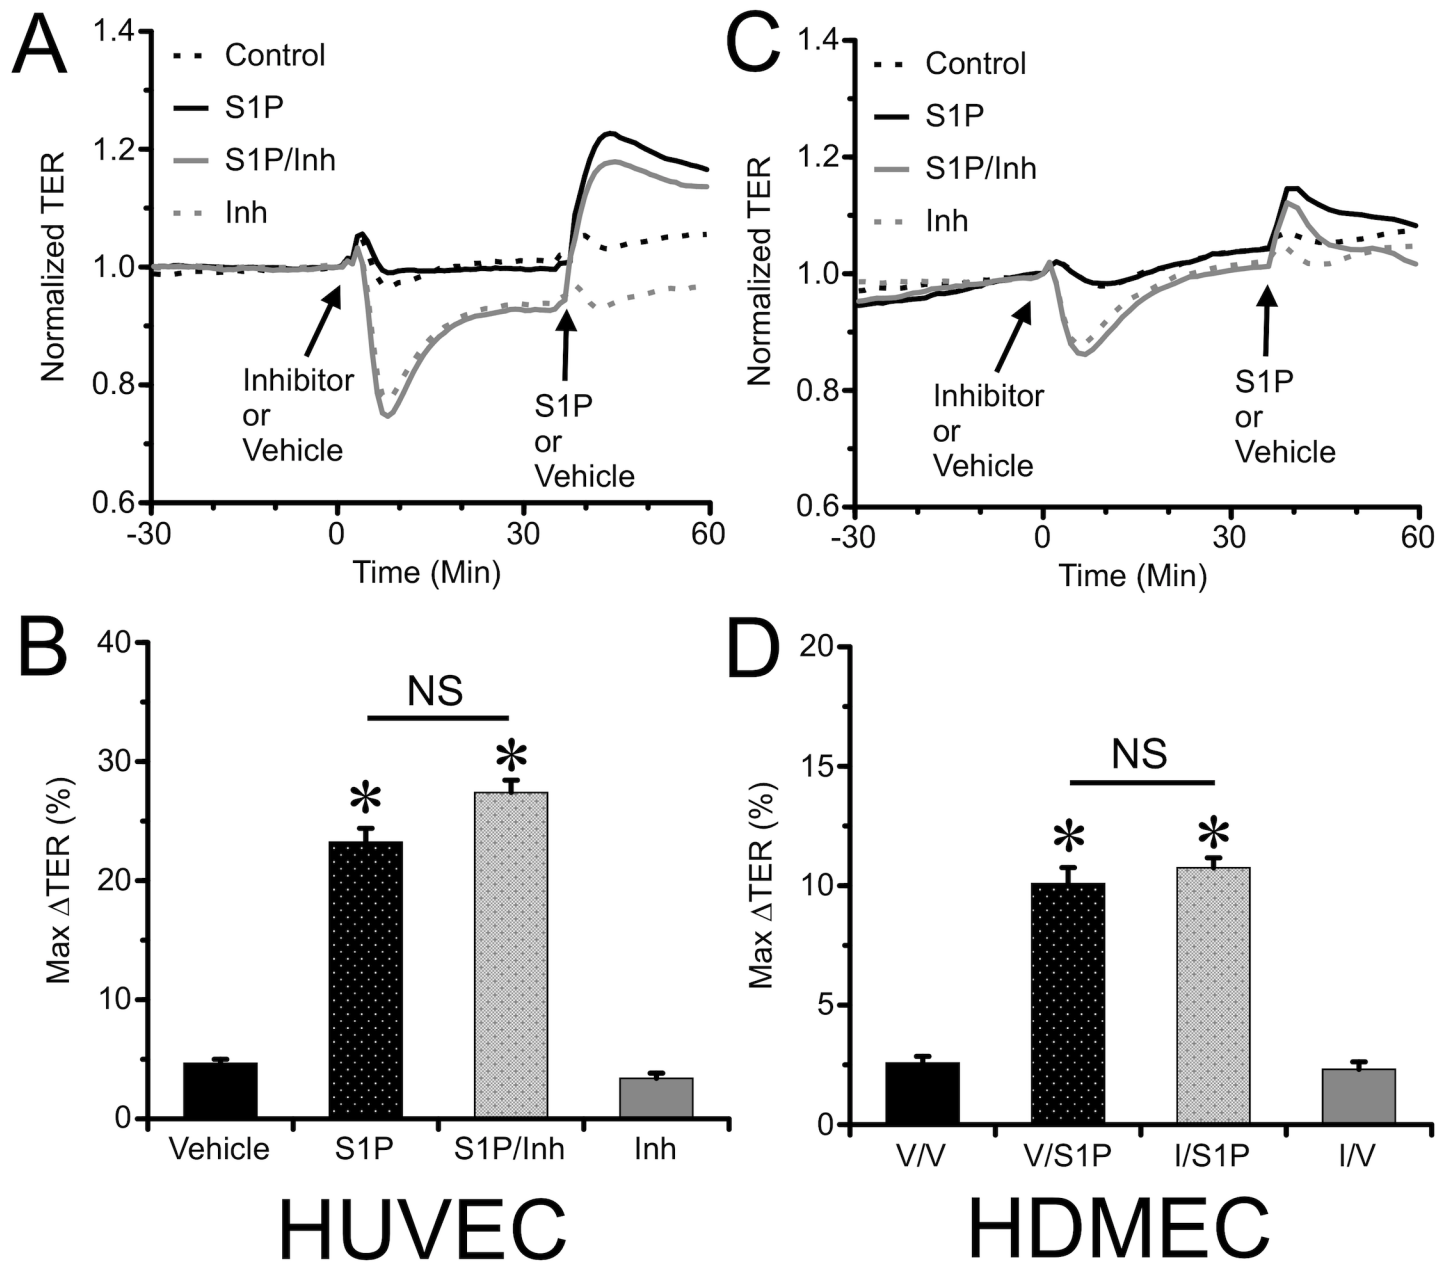 A
1.4
1.2
1.0
0.8
0.6
Normalized TER
Control
S1P
S1P/Inh
Inh
Inhibitor
or
Vehicle
S1P
or
Vehicle
-30
0
30
60
Time (Min)
C
1.4
1.2
1.0
0.8
0.6
Normalized TER
Control
S1P
S1P/Inh
Inh
Inhibitor
or
Vehicle
S1P
or
Vehicle
-30
0
30
60
Time (Min)
B
40
30
20
10
0
Max ΔTER (%)
NS
*
*
Vehicle
S1P
S1P/Inh
Inh
HUVEC
D
20
15
10
5
0
Max ΔTER (%)
NS
*
*
V/V
V/S1P
I/S1P
I/V
HDMEC